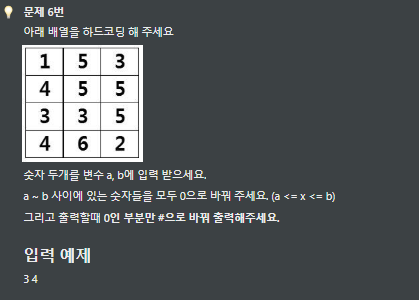 문제 6번
아래 배열을 하드코딩 해 주세요
1 5 3
4 5 5
3 3 5
4 6 2
숫자 두개를 변수 a, b에 입력 받으세요.
a ~ b 사이에 있는 숫자들을 모두 0으로 바꿔 주세요. (a <= x <= b)
그리고 출력할때 0인 부분만 #으로 바꿔 출력해주세요.
입력 예제
3 4